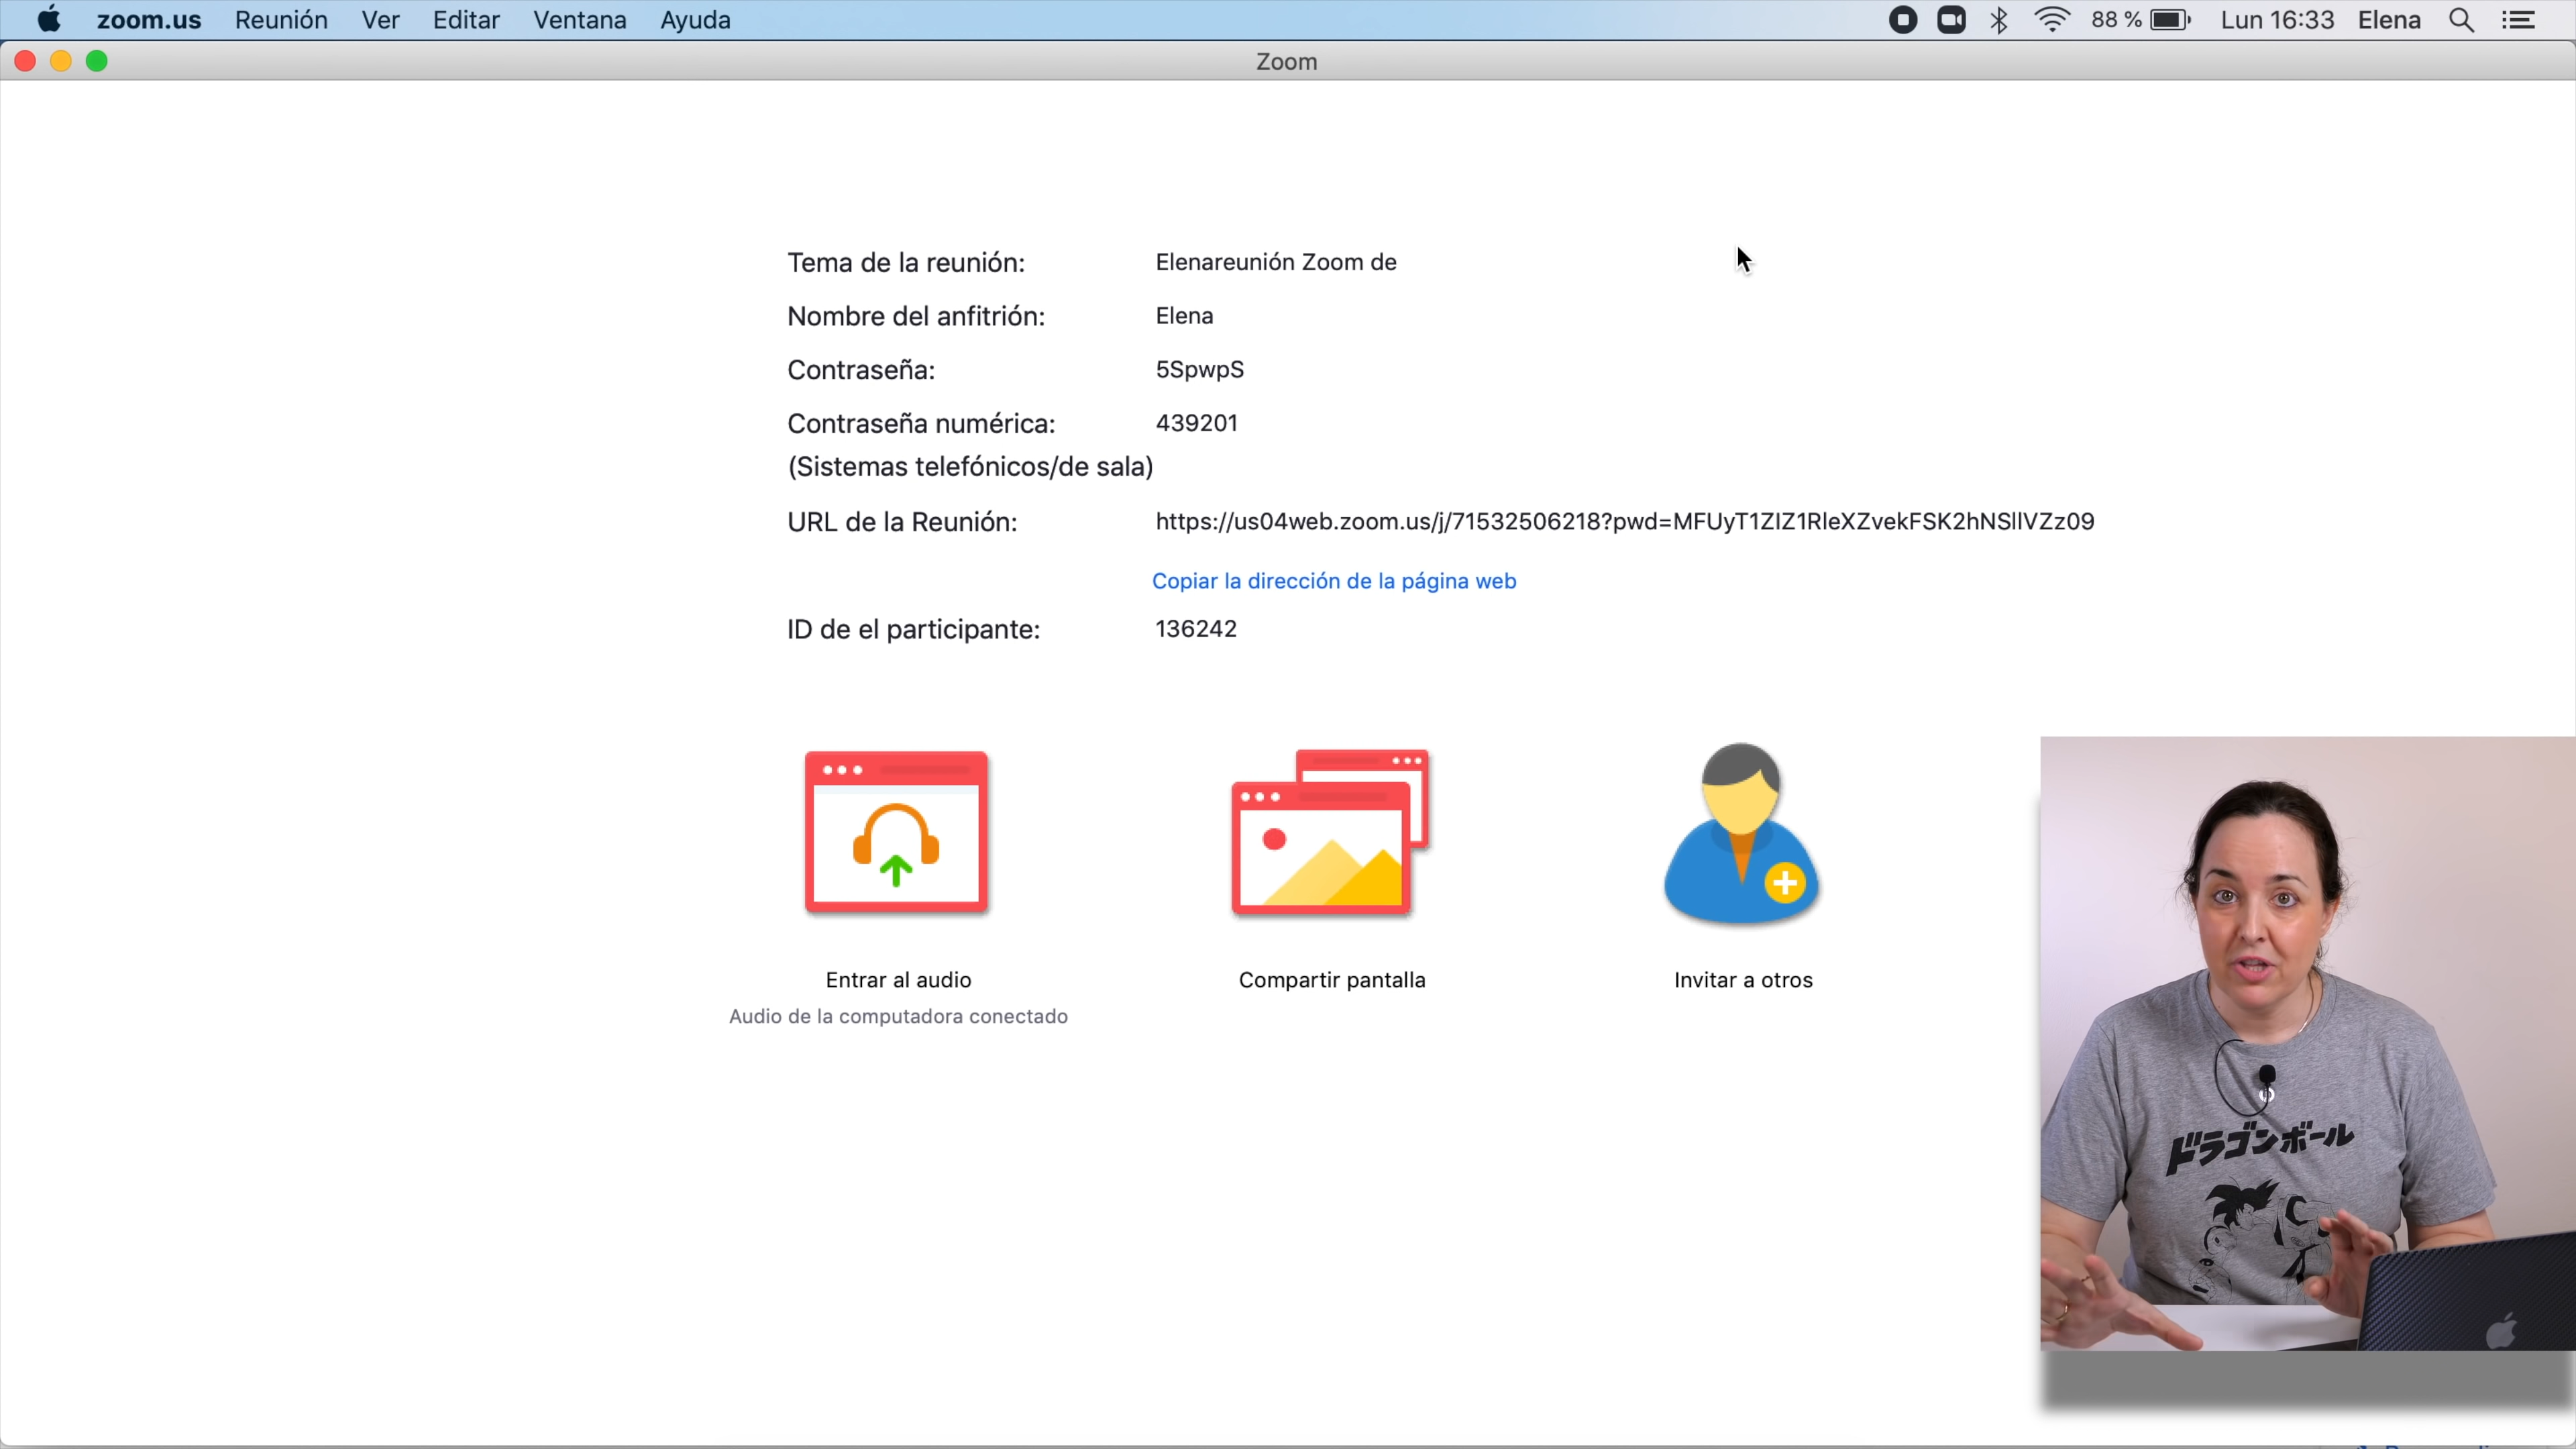 zoom.us Reunión Ver Editar Ventana Ayuda 88 % Lun 16:33 Elena
Zoom
Tema de la reunión: Elenareunión Zoom de
Nombre del anfitrión: Elena
Contraseña: 5SpwpS
Contraseña numérica: 439201
(Sistemas telefónicos/de sala)
URL de la Reunión: https://us04web.zoom.us/j/71532506218?pwd=MFUyT1ZIZ1RleXZvekFSK2hNSllVZz09
Copiar la dirección de la página web
ID de el participante: 136242
Entrar al audio Compartir pantalla Invitar a otros
Audio de la computadora conectado
ドラゴンボール